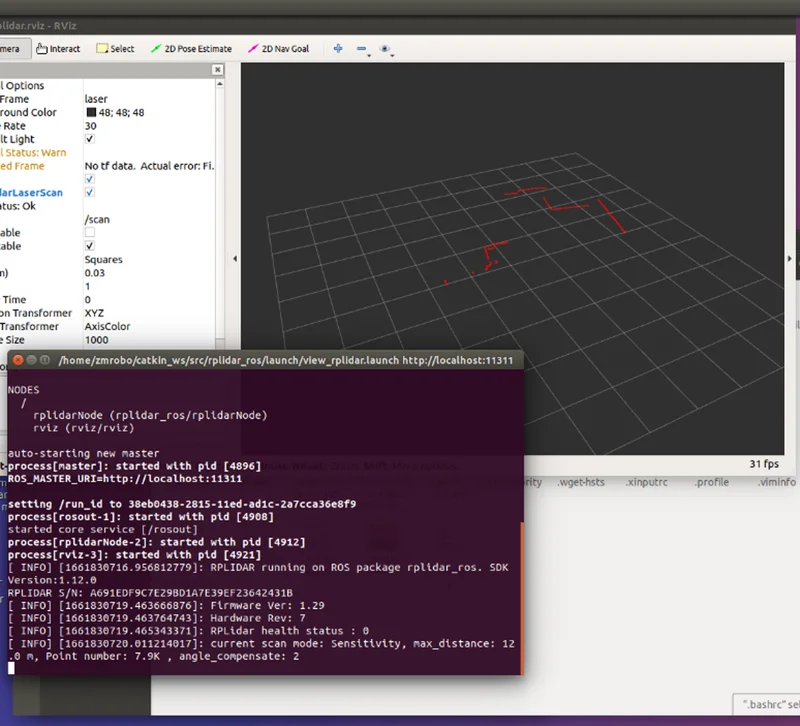 lidar.rviz - RViz
mera Interact Select 2D Pose Estimate 2D Nav Goal
l Options
Frame laser
round Color 48; 48; 48
e Rate 30
lt Light
l Status: Warn
ed Frame No tf data. Actual error: Fi.
darLaserScan
atus: Ok
/scan
able
table
Squares
m) 0.03
1
Time 0
on Transformer XYZ
Transformer AxisColor
e Size 1000
/home/zmrobo/catkin_ws/src/rplidar_ros/launch/view_rplidar.launch http://localhost:11311
NODES
/
rplidarNode (rplidar_ros/rplidarNode)
rviz (rviz/rviz)
auto-starting new master
process[master]: started with pid [4896]
ROS_MASTER_URI=http://localhost:11311
setting /run_id to 38eb0438-2815-11ed-ad1c-2a7cca36e8f9
process[rosout-1]: started with pid [4908]
started core service [/rosout]
process[rplidarNode-2]: started with pid [4912]
process[rviz-3]: started with pid [4921]
[ INFO] [1661830716.956812779]: RPLIDAR running on ROS package rplidar_ros. SDK
Version:1.12.0
RPLIDAR S/N: A691EDF9C7E29BD1A7E39EF23642431B
[ INFO] [1661830719.463666876]: Firmware Ver: 1.29
[ INFO] [1661830719.463764743]: Hardware Rev: 7
[ INFO] [1661830719.465343371]: RPLidar health status : 0
[ INFO] [1661830720.011214017]: current scan mode: Sensitivity, max_distance: 12
.0 m, Point number: 7.9K , angle_compensate: 2
31 fps
.wget-hsts .xinputrc .profile .viminfo
".bashrc" sel